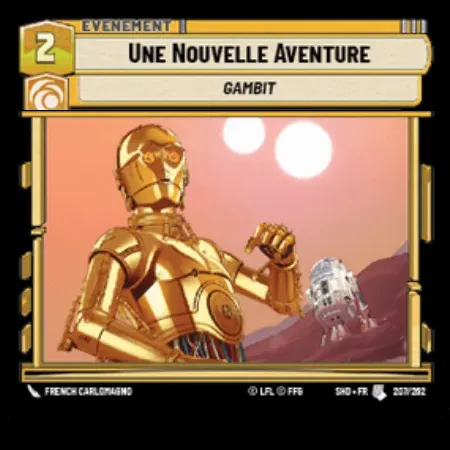 EVENEMENT
2
UNE NOUVELLE AVENTURE
GAMBIT
FRENCH CARLOMAGNO
© LFL © FFG
SHD • FR
207/262